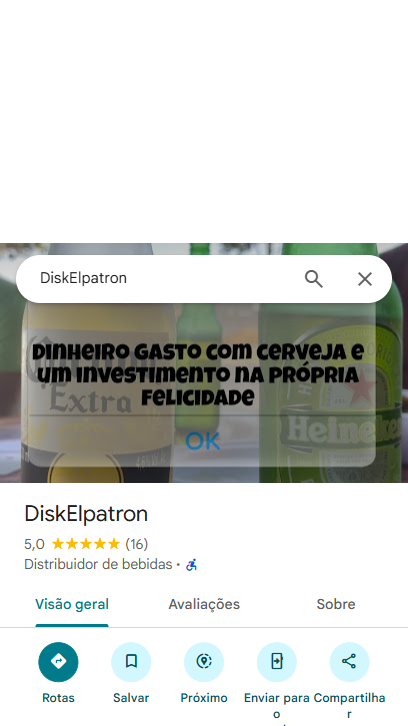 DiskElpatron
Dinheiro gasto com cerveja e
um investimento na própria
felicidade
Extra
OK
Heineken
DiskElpatron
5,0 (16)
Distribuidor de bebidas ·
Visão geral Avaliações Sobre
Rotas Salvar Próximo Enviar para o Compartilhar